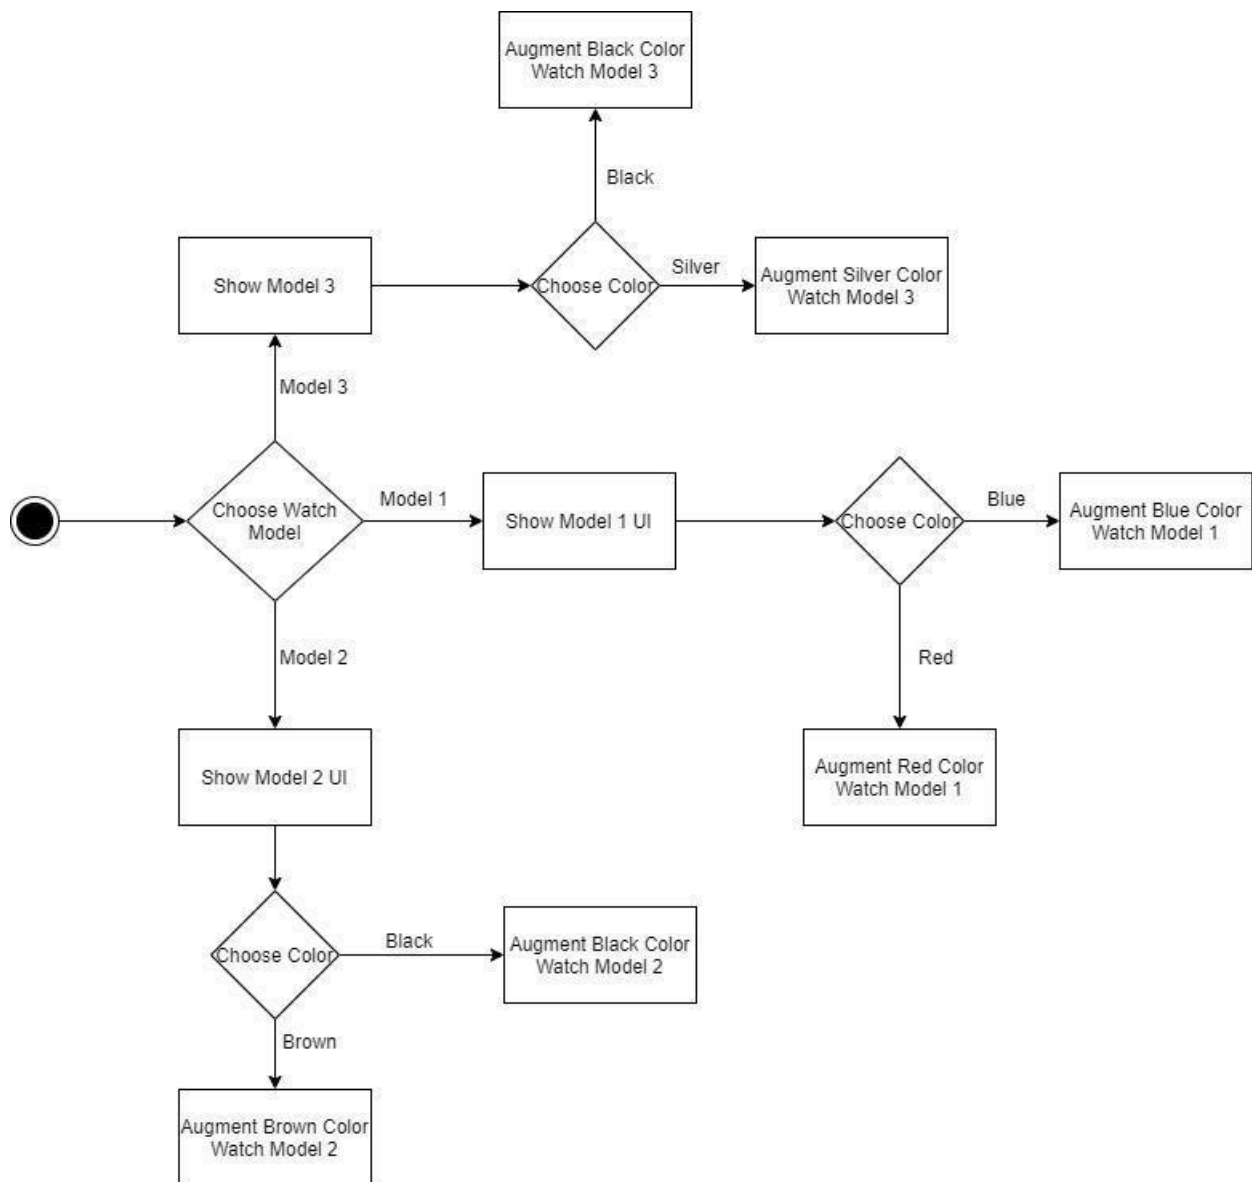 Augment Black Color
Watch Model 3
Black
Show Model 3
Choose Color
Silver
Augment Silver Color
Watch Model 3
Model 3
Choose Watch
Model
Model 1
Show Model 1 UI
Choose Color
Blue
Augment Blue Color
Watch Model 1
Model 2
Red
Show Model 2 UI
Augment Red Color
Watch Model 1
Choose Color
Black
Augment Black Color
Watch Model 2
Brown
Augment Brown Color
Watch Model 2